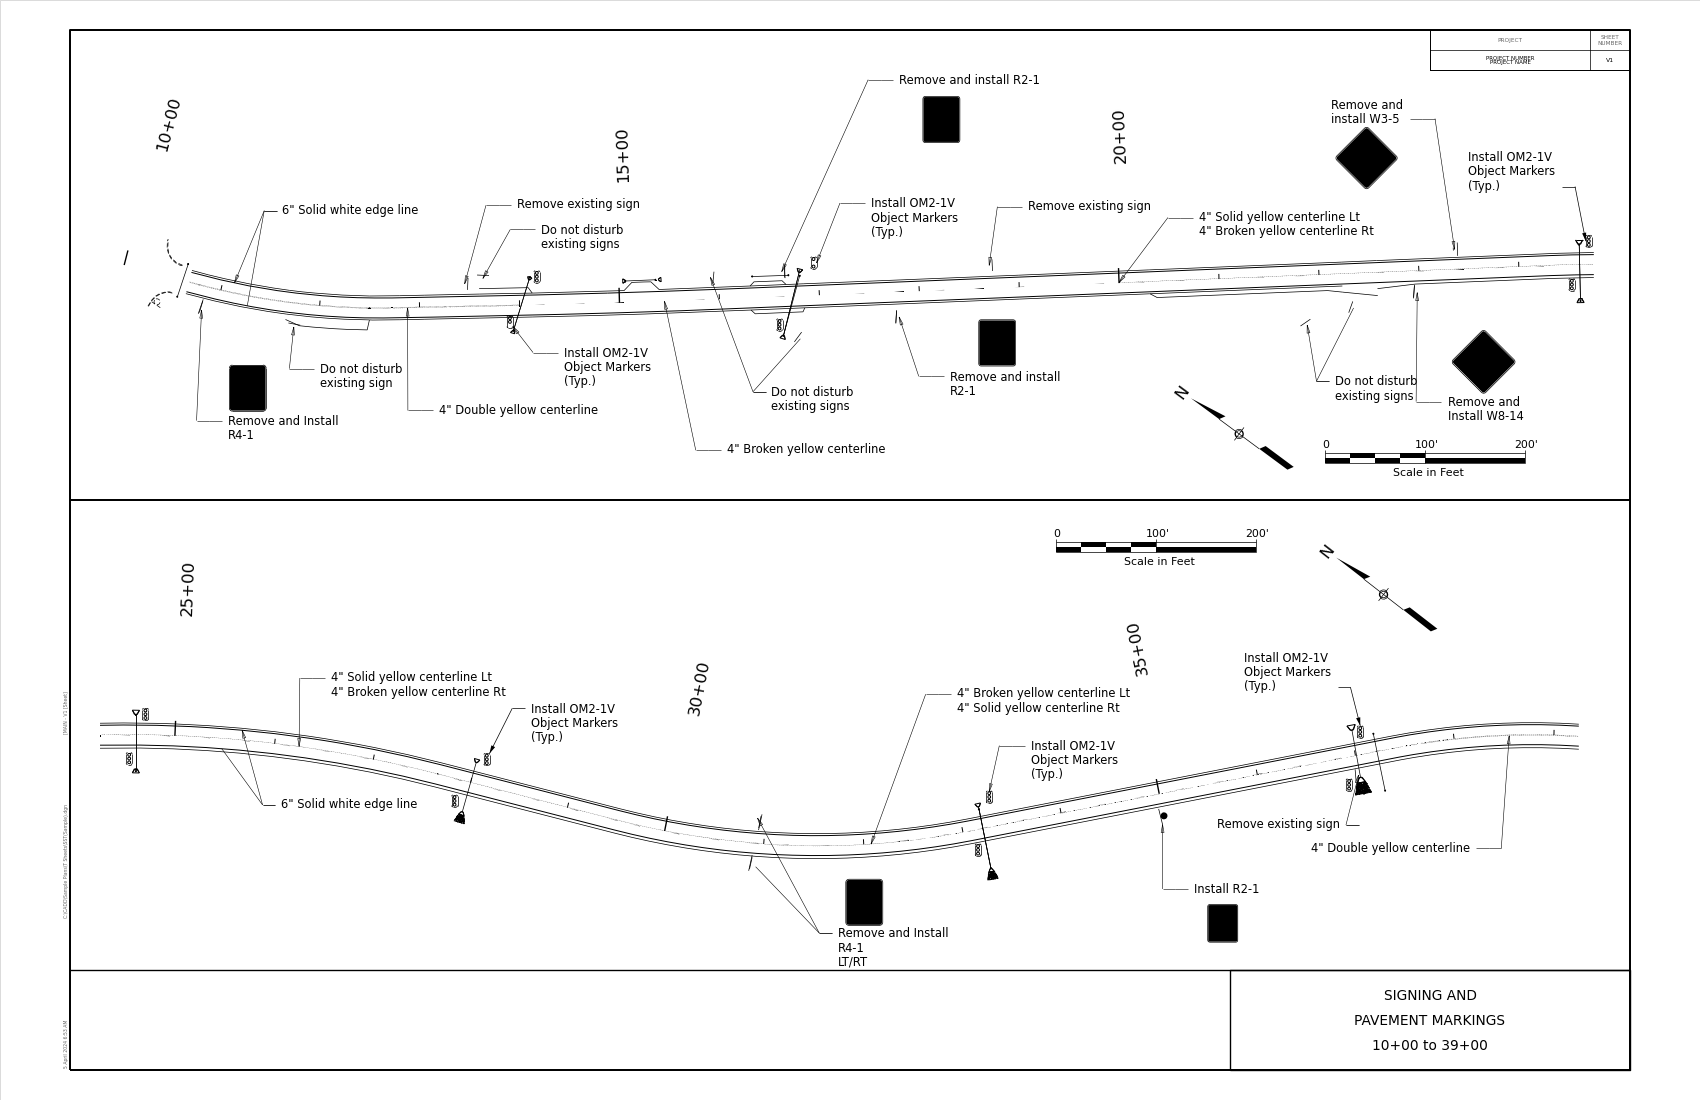 PROJECT
SHEET
NUMBER
PROJECT NUMBER
PROJECT NAME
V1
10+00
15+00
20+00
Remove and install R2-1
Remove and
install W3-5
Install OM2-1V
Object Markers
(Typ.)
6" Solid white edge line
Remove existing sign
Do not disturb
existing signs
Install OM2-1V
Object Markers
(Typ.)
Remove existing sign
4" Solid yellow centerline Lt
4" Broken yellow centerline Rt
Do not disturb
existing sign
Remove and Install
R4-1
4" Double yellow centerline
Install OM2-1V
Object Markers
(Typ.)
4" Broken yellow centerline
Do not disturb
existing signs
Remove and install
R2-1
Do not disturb
existing signs
Remove and
Install W8-14
N
0 100' 200'
Scale in Feet
0 100' 200'
Scale in Feet
N
25+00
30+00
35+00
4" Solid yellow centerline Lt
4" Broken yellow centerline Rt
Install OM2-1V
Object Markers
(Typ.)
6" Solid white edge line
4" Broken yellow centerline Lt
4" Solid yellow centerline Rt
Install OM2-1V
Object Markers
(Typ.)
Install OM2-1V
Object Markers
(Typ.)
Remove existing sign
4" Double yellow centerline
Install R2-1
Remove and Install
R4-1
LT/RT
SIGNING AND
PAVEMENT MARKINGS
10+00 to 39+00